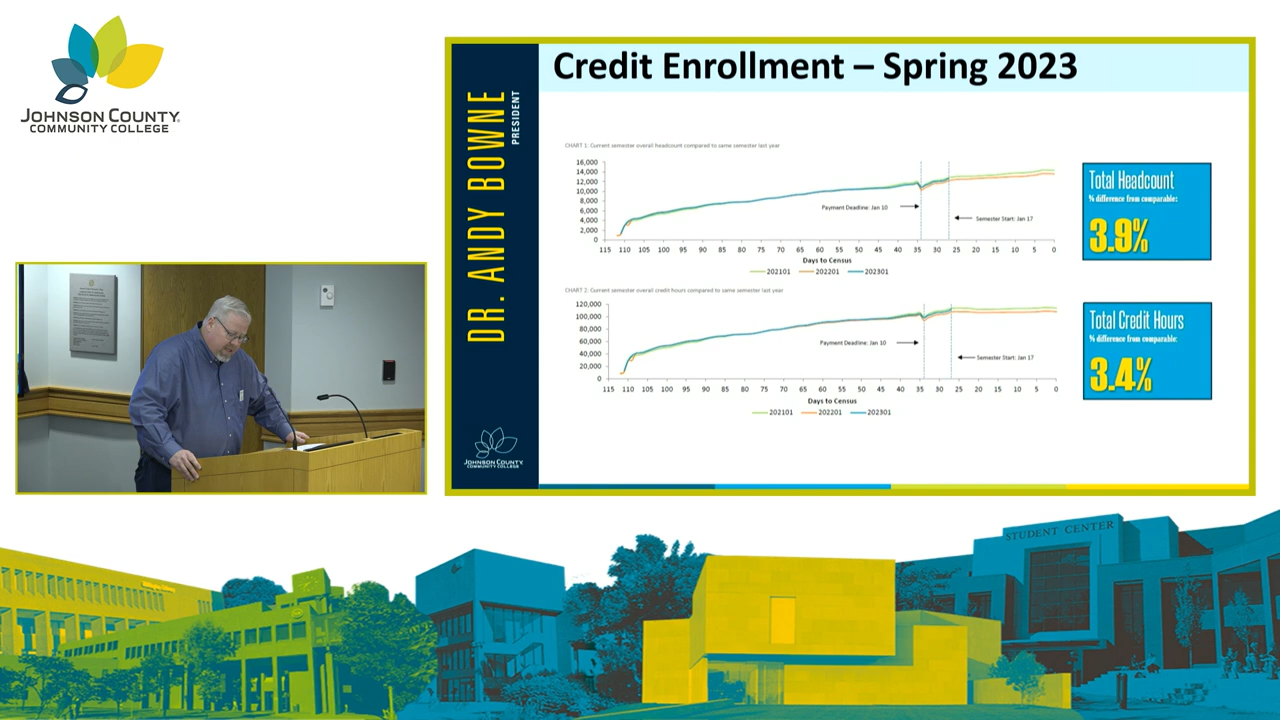 JOHNSON COUNTY
COMMUNITY COLLEGE
DR. ANDY BOWNE
PRESIDENT
JOHNSON COUNTY
COMMUNITY COLLEGE
Credit Enrollment – Spring 2023
CHART 1: Current semester overall headcount compared to same semester last year
16,000
14,000
12,000
10,000
8,000
6,000
4,000
2,000
0
Payment Deadline: Jan 10
Semester Start: Jan 17
115 110 105 100 95 90 85 80 75 70 65 60 55 50 45 40 35 30 25 20 15 10 5 0
Days to Census
202101 202201 202301
Total Headcount
% difference from comparable:
3.9%
CHART 2: Current semester overall credit hours compared to same semester last year
120,000
100,000
80,000
60,000
40,000
20,000
0
Payment Deadline: Jan 10
Semester Start: Jan 17
115 110 105 100 95 90 85 80 75 70 65 60 55 50 45 40 35 30 25 20 15 10 5 0
Days to Census
202101 202201 202301
Total Credit Hours
% difference from comparable:
3.4%
STUDENT CENTER